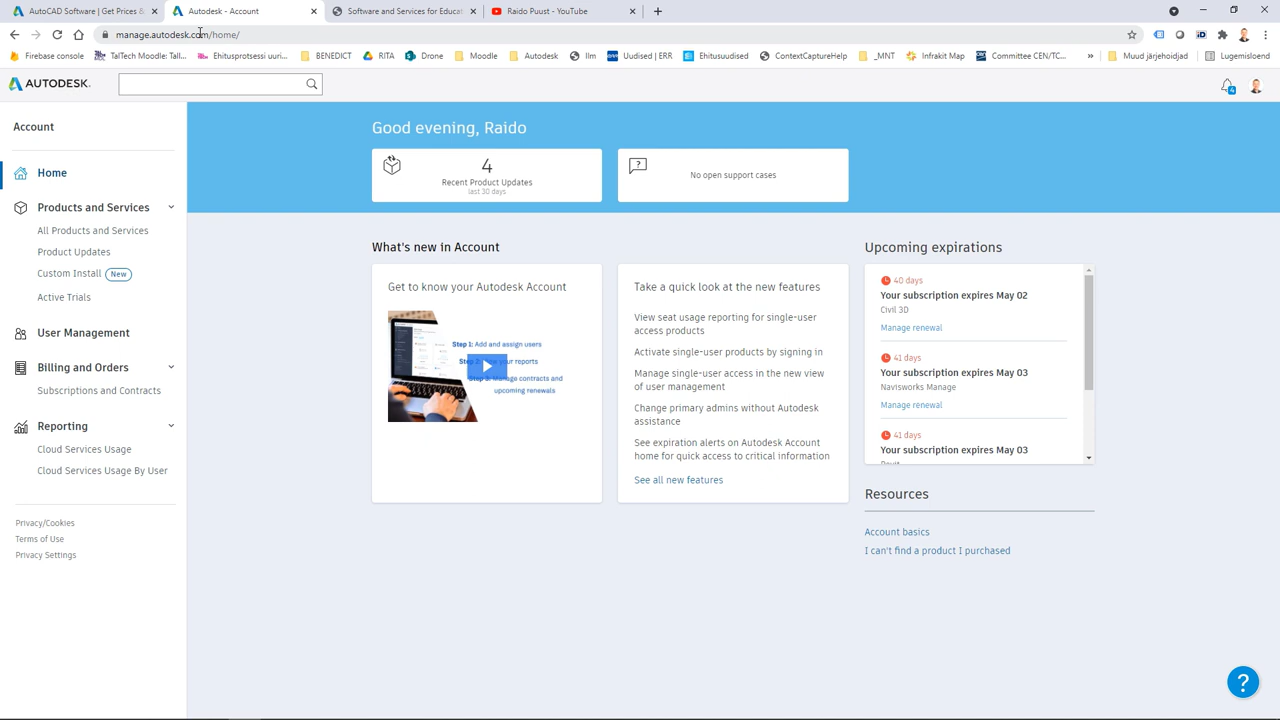 AutoCAD Software | Get Prices &
Autodesk - Account
Software and Services for Educat
Raido Puust - YouTube
manage.autodesk.com/home/
Firebase console
TalTech Moodle: Tall...
Ehitusprotsessi uuri...
BENEDICT
RITA
Drone
Moodle
Autodesk
Ilm
Uudised | ERR
Ehitusuudised
ContextCaptureHelp
_MNT
Infrakit Map
Committee CEN/TC...
»
Muud järjehoidjad
Lugemisloend
AUTODESK.
4
Account
Home
Products and Services
All Products and Services
Product Updates
Custom Install New
Active Trials
User Management
Billing and Orders
Subscriptions and Contracts
Reporting
Cloud Services Usage
Cloud Services Usage By User
Privacy/Cookies
Terms of Use
Privacy Settings
Good evening, Raido
4
Recent Product Updates
last 30 days
?
No open support cases
What's new in Account
Get to know your Autodesk Account
Step 1: Add and assign users
your reports
Manage contracts and
upcoming renewals
Take a quick look at the new features
View seat usage reporting for single-user
access products
Activate single-user products by signing in
Manage single-user access in the new view
of user management
Change primary admins without Autodesk
assistance
See expiration alerts on Autodesk Account
home for quick access to critical information
See all new features
Upcoming expirations
40 days
Your subscription expires May 02
Civil 3D
Manage renewal
41 days
Your subscription expires May 03
Navisworks Manage
Manage renewal
41 days
Your subscription expires May 03
Revit
Resources
Account basics
I can't find a product I purchased
?